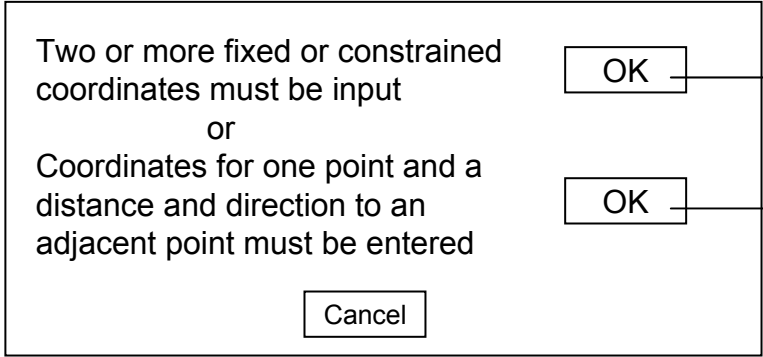 Two or more fixed or constrained
coordinates must be input
OK
or
Coordinates for one point and a
distance and direction to an
adjacent point must be entered
OK
Cancel